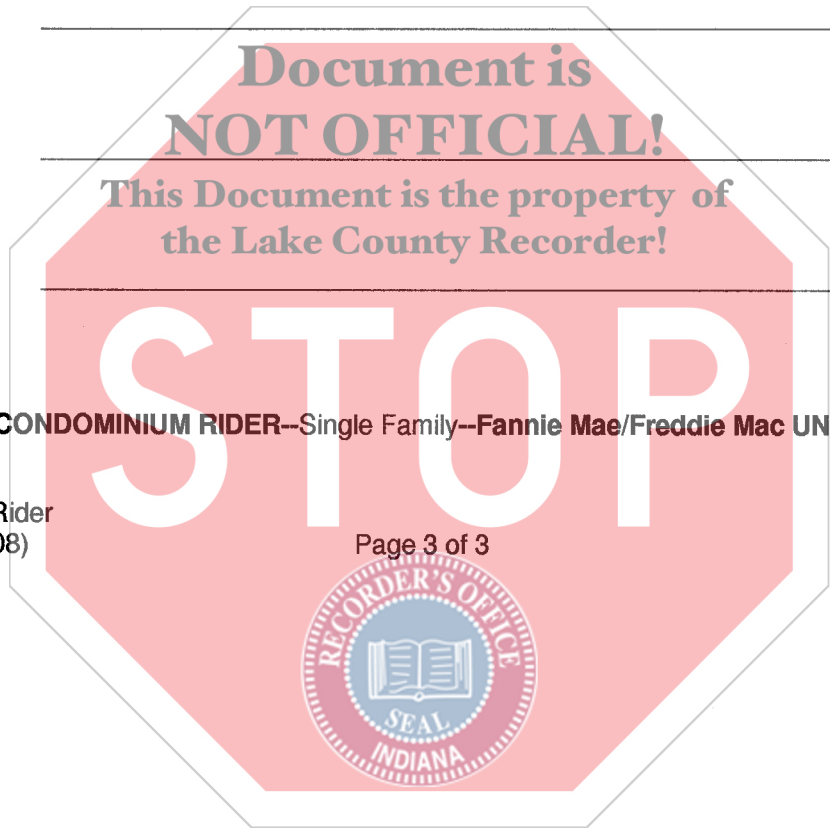 Document is
NOT OFFICIAL!
This Document is the property of
the Lake County Recorder!
STOP
CONDOMINIUM RIDER--Single Family--Fannie Mae/Freddie Mac UN
Rider
08)
Page 3 of 3
RECORDER'S OFFICE
SEAL
INDIANA